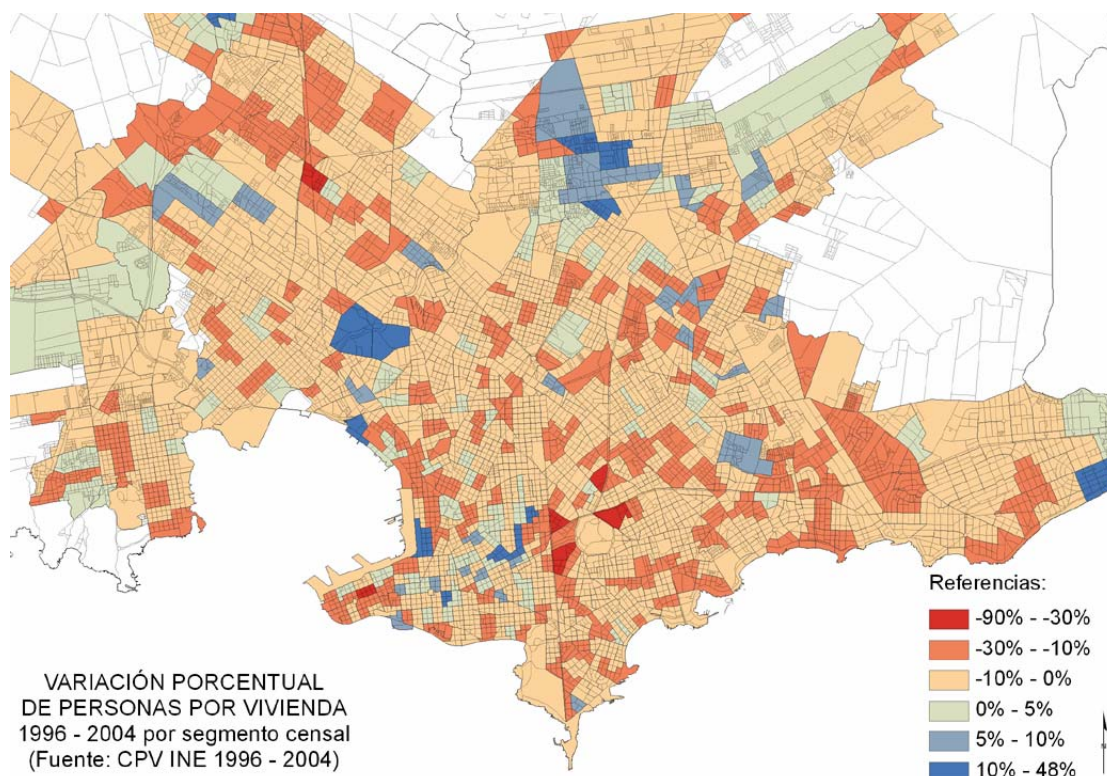 VARIACIÓN PORCENTUAL
DE PERSONAS POR VIVIENDA
1996 - 2004 por segmento censal
(Fuente: CPV INE 1996 - 2004)
Referencias:
-90% - -30%
-30% - -10%
-10% - 0%
0% - 5%
5% - 10%
10% - 48%